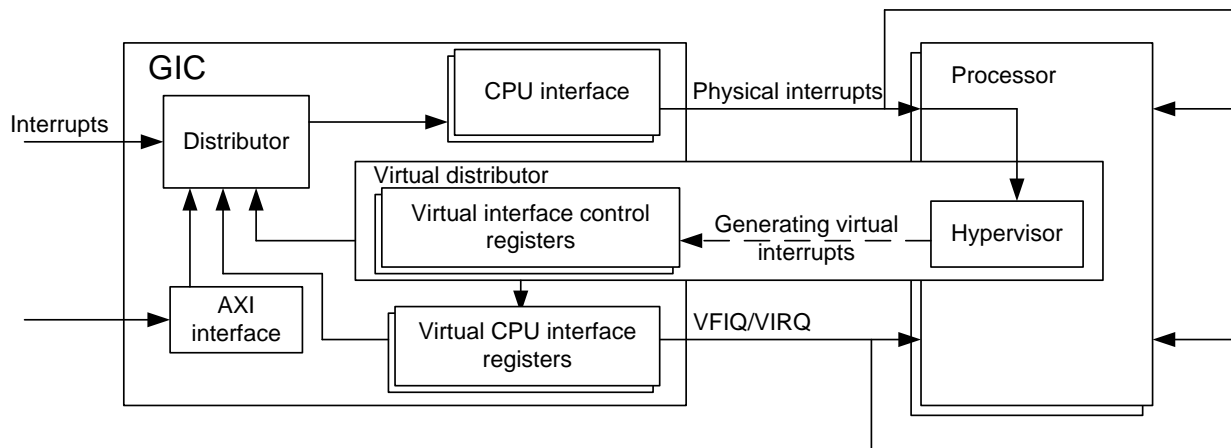 GIC
CPU interface
Processor
Physical interrupts
Interrupts
Distributor
Virtual distributor
Virtual interface control
registers
Generating virtual
interrupts
Hypervisor
AXI
interface
Virtual CPU interface
registers
VFIQ/VIRQ